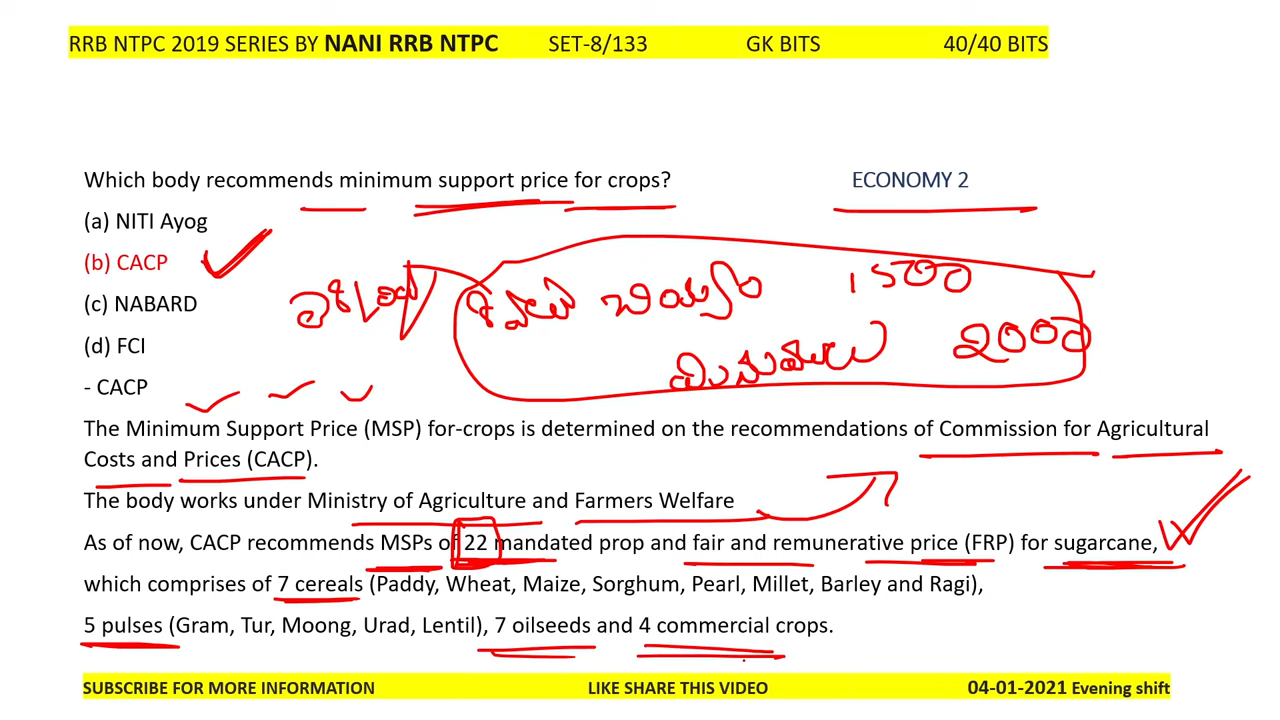 RRB NTPC 2019 SERIES BY NANI RRB NTPC SET-8/133 GK BITS 40/40 BITS
Which body recommends minimum support price for crops? ECONOMY 2
(a) NITI Ayog
(b) CACP
(c) NABARD
1500
(d) FCI
2000
- CACP
The Minimum Support Price (MSP) for-crops is determined on the recommendations of Commission for Agricultural
Costs and Prices (CACP).
The body works under Ministry of Agriculture and Farmers Welfare
As of now, CACP recommends MSPs of 22 mandated prop and fair and remunerative price (FRP) for sugarcane,
which comprises of 7 cereals (Paddy, Wheat, Maize, Sorghum, Pearl, Millet, Barley and Ragi),
5 pulses (Gram, Tur, Moong, Urad, Lentil), 7 oilseeds and 4 commercial crops.
SUBSCRIBE FOR MORE INFORMATION LIKE SHARE THIS VIDEO 04-01-2021 Evening shift